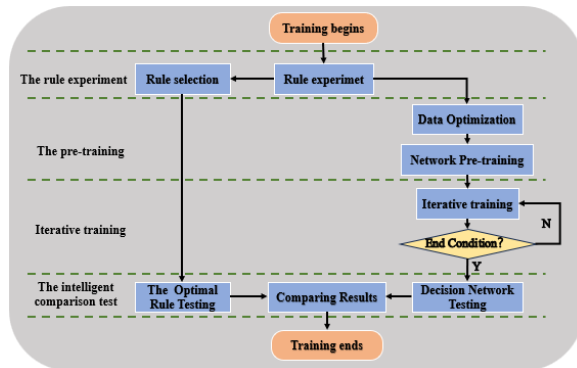 Training begins
The rule experiment
Rule selection
Rule experimet
Data Optimization
The pre-training
Network Pre-training
Iterative training
Iterative training
N
End Condition?
Y
The intelligent
comparison test
The Optimal
Rule Testing
Comparing Results
Decision Network
Testing
Training ends